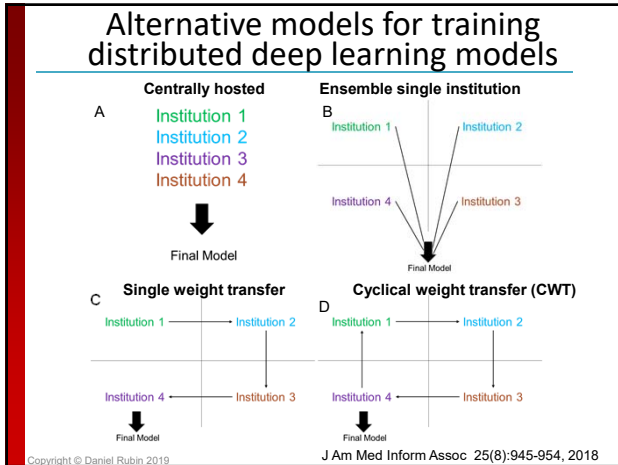 Alternative models for training
distributed deep learning models
Centrally hosted
A
Institution 1
Institution 2
Institution 3
Institution 4
Final Model
Ensemble single institution
B
Institution 1
Institution 2
Institution 4
Institution 3
Final Model
Single weight transfer
C
Institution 1
Institution 2
Institution 4
Institution 3
Final Model
Cyclical weight transfer (CWT)
D
Institution 1
Institution 2
Institution 4
Institution 3
Final Model
Copyright © Daniel Rubin 2019
J Am Med Inform Assoc 25(8):945-954, 2018